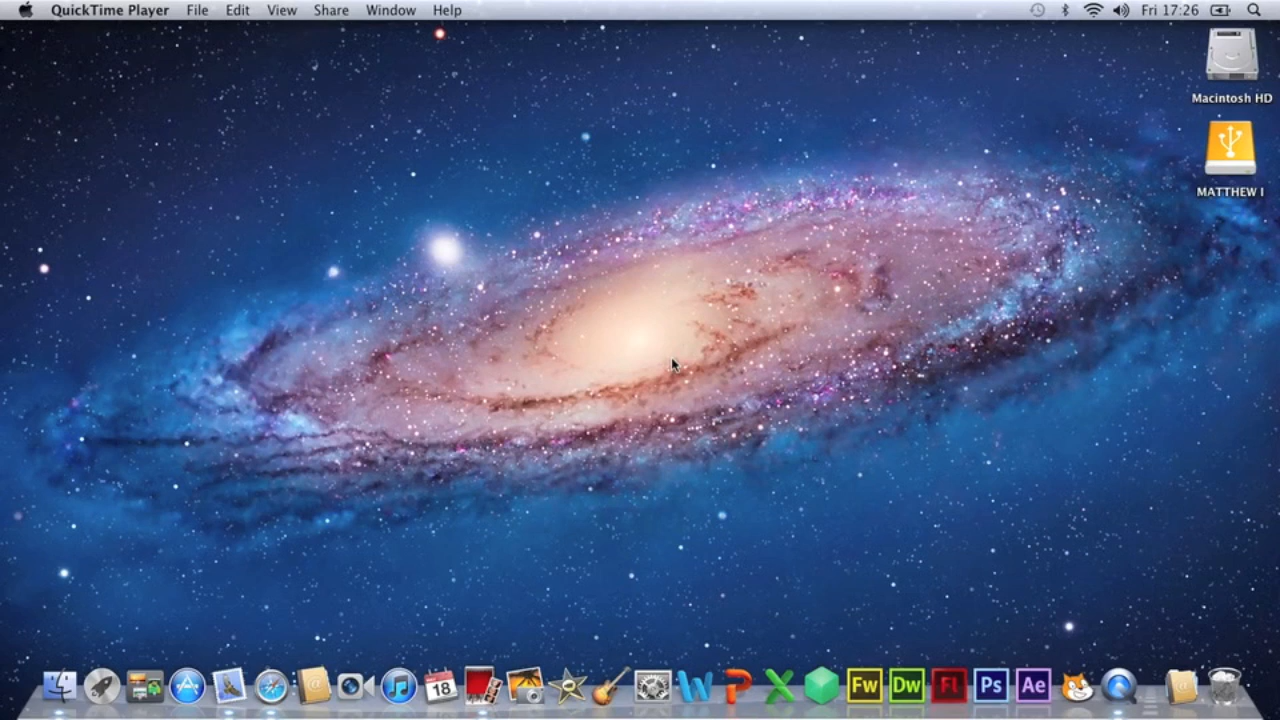 QuickTime Player File Edit View Share Window Help Fri 17:26
Macintosh HD
MATTHEW I
18 W P X Fw Dw Fl Ps Ae